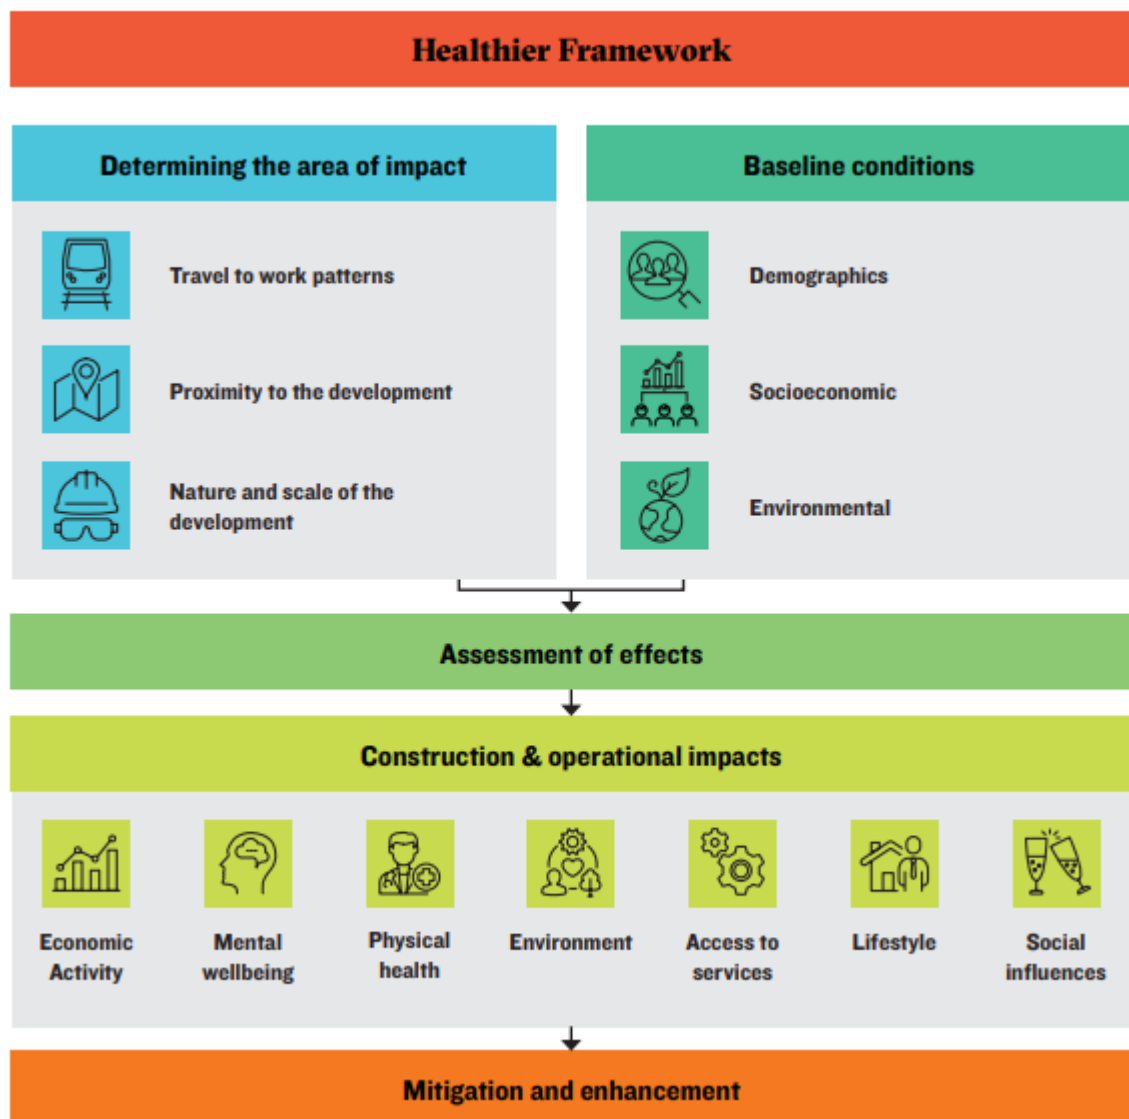 Healthier Framework
Determining the area of impact
Travel to work patterns
Proximity to the development
Nature and scale of the
development
Baseline conditions
Demographics
Socioeconomic
Environmental
Assessment of effects
Construction & operational impacts
Economic
Activity
Mental
wellbeing
Physical
health
Environment
Access to
services
Lifestyle
Social
influences
Mitigation and enhancement